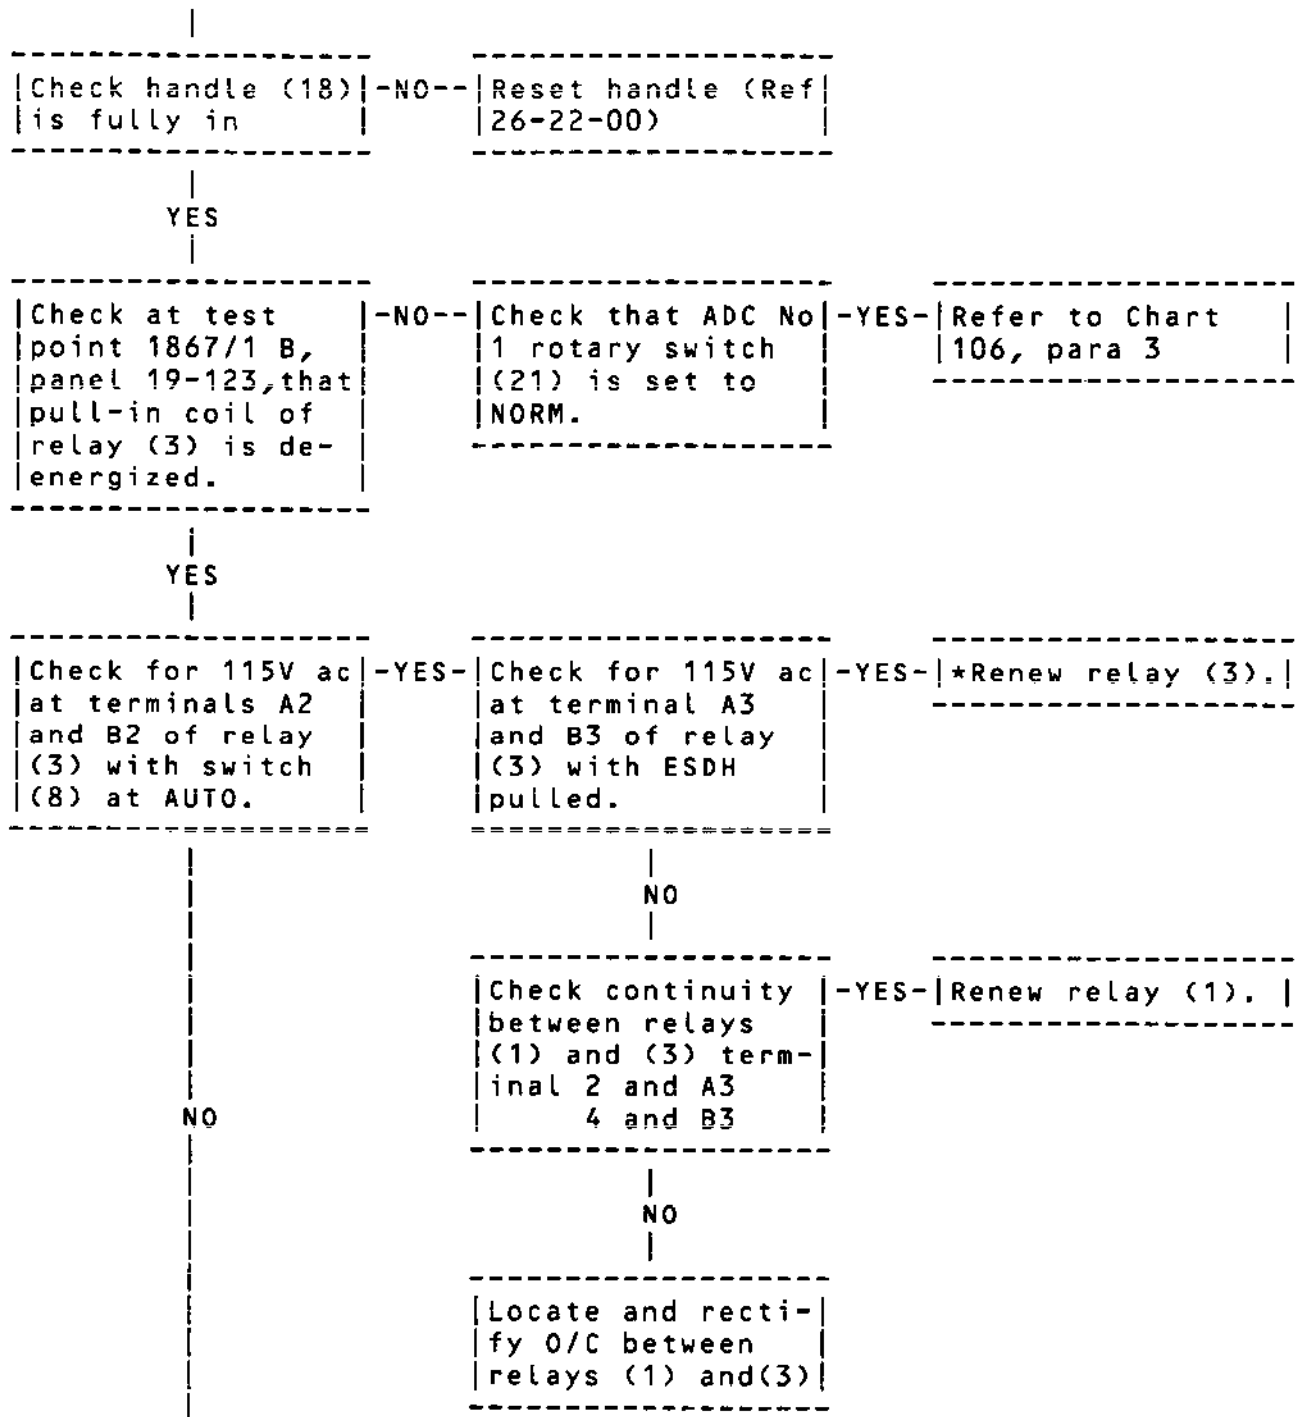 Check handle (18)
is fully in
-NO--
Reset handle (Ref
26-22-00)
YES
Check at test
point 1867/1 B,
panel 19-123,that
pull-in coil of
relay (3) is de-
energized.
-NO--
Check that ADC No
1 rotary switch
(21) is set to
NORM.
-YES-
Refer to Chart
106, para 3
YES
Check for 115V ac
at terminals A2
and B2 of relay
(3) with switch
(8) at AUTO.
-YES-
Check for 115V ac
at terminal A3
and B3 of relay
(3) with ESDH
pulled.
-YES-
*Renew relay (3).
NO
Check continuity
between relays
(1) and (3) term-
inal 2 and A3
4 and B3
-YES-
Renew relay (1).
NO
NO
Locate and recti-
fy O/C between
relays (1) and(3)